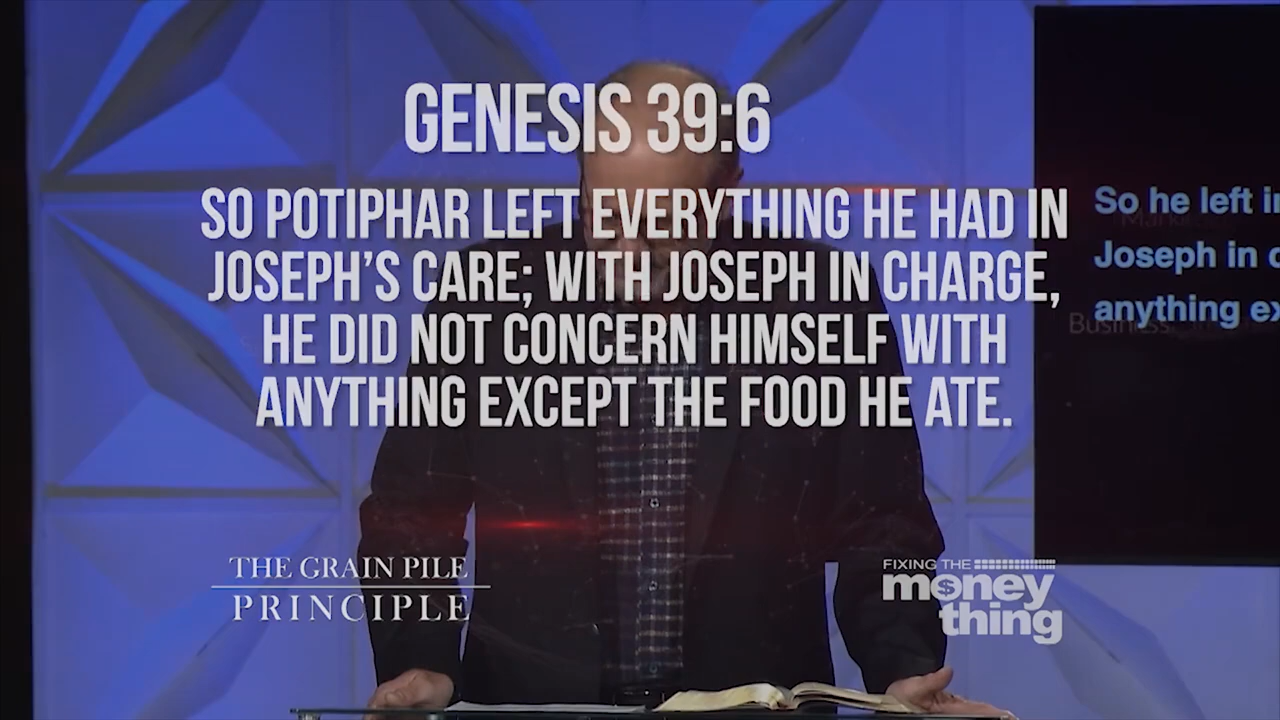 GENESIS 39:6
SO POTIPHAR LEFT EVERYTHING HE HAD IN
JOSEPH'S CARE; WITH JOSEPH IN CHARGE,
HE DID NOT CONCERN HIMSELF WITH
ANYTHING EXCEPT THE FOOD HE ATE.
So he left
Joseph in
anything
Business
THE GRAIN PILE
PRINCIPLE
FIXING THE
money
thing